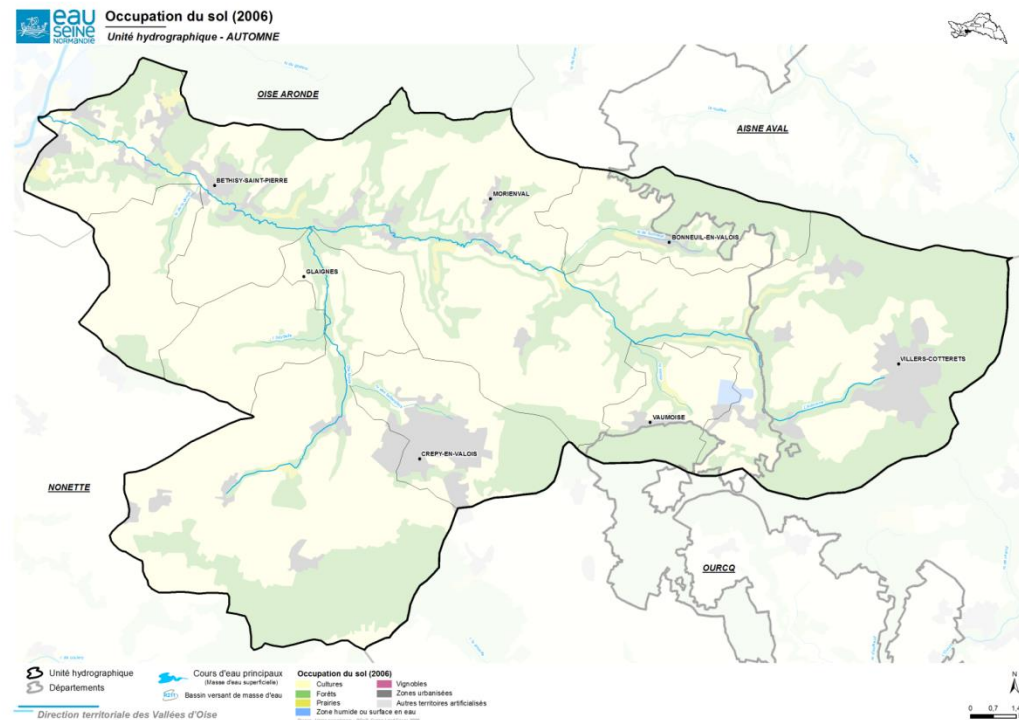 eau
SEINE
NORMANDIE
Occupation du sol (2006)
Unité hydrographique - AUTOMNE
OISE ARONDE
AISNE AVAL
BETHISY-SAINT-PIERRE
MORIENVAL
BONNEUIL-EN-VALOIS
GLAIGNES
VILLERS-COTTERETS
VAUMOISE
CREPY-EN-VALOIS
NONETTE
OURCQ
Unité hydrographique
Départements
Cours d'eau principaux
(Masse d'eau superficielle)
Bassin versant de masse d'eau
Occupation du sol (2006)
Cultures
Forêts
Prairies
Zone humide ou surface en eau
Vignobles
Zones urbanisées
Autres territoires artificialisés
N
0 0,7 1,4
Direction territoriale des Vallées d'Oise